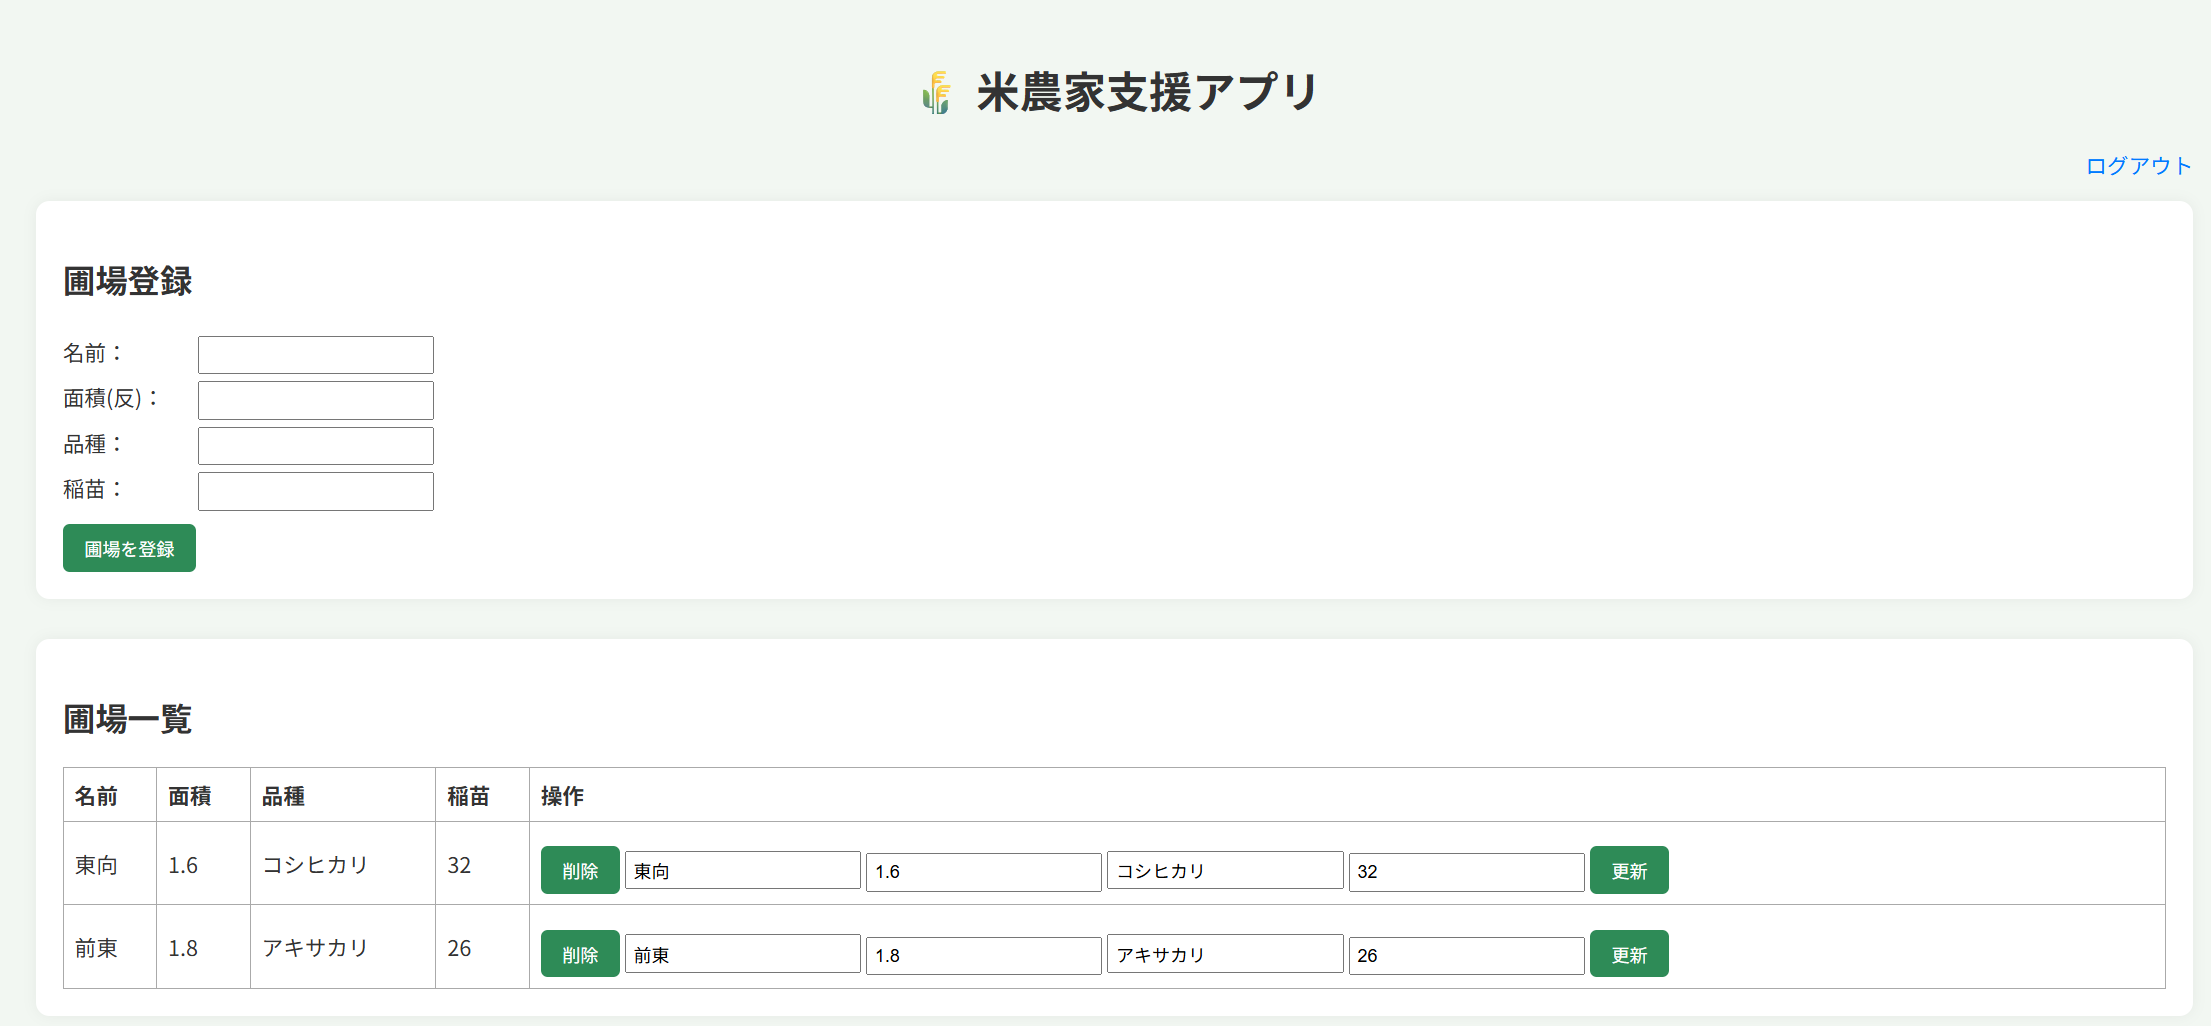 米農家支援アプリ
ログアウト
圃場登録
名前：
面積(反)：
品種：
稲苗：
圃場を登録
圃場一覧
名前 面積 品種 稲苗 操作
東向 1.6 コシヒカリ 32 削除 東向 1.6 コシヒカリ 32 更新
前東 1.8 アキサカリ 26 削除 前東 1.8 アキサカリ 26 更新